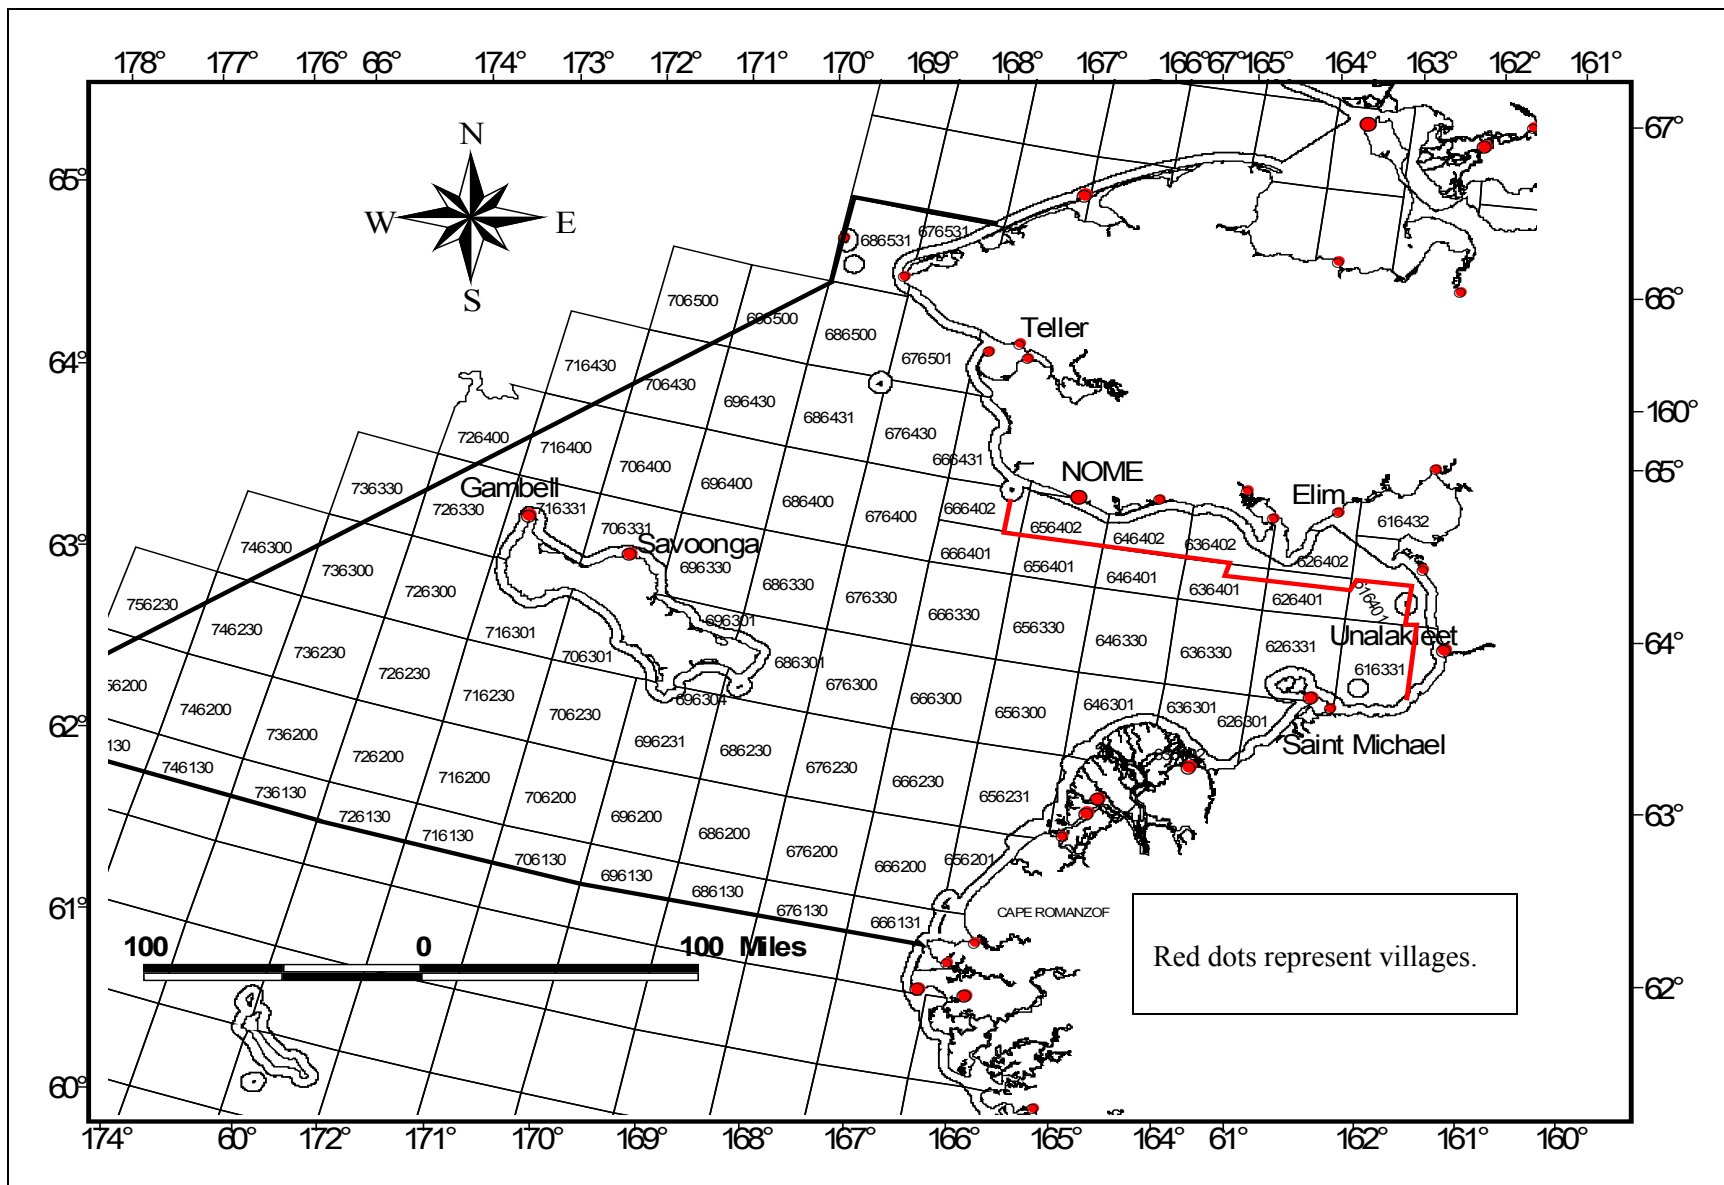 178° 177° 176° 66° 174° 173° 172° 171° 170° 169° 168° 167° 166° 67° 165° 164° 163° 162° 161°
N
W E
S
65°
64°
63°
62°
61°
60°
67°
66°
160°
65°
64°
63°
62°
686531 676531
706500 696500 686500 676501
Teller
716430 706430 696430 686431 676430 666431
726400 716400 706400 696400 686400 676400 666402
NOME
Elim
656402 646402 636402 626402 616432
736330 726330 716331 706331 696330 686330 676330 666330 656330 646330 636330 626331 616331
Gambell
Savoonga
666401 656401 646401 636401 626401 616401
Unalakleet
746300 736300 726300 716301 706301 696301 686301 676300 666300 656300 646301 636301 626301
696304
Saint Michael
756230 746230 736230 726230 716230 706230 696231 686230 676230 666230 656231
56200 746200 736200 726200 716200 706200 696200 686200 676200 666200 656201
130 746130 736130 726130 716130 706130 696130 686130 676130 666131
CAPE ROMANZOF
100 0 100 Miles
Red dots represent villages.
174° 60° 172° 171° 170° 169° 168° 167° 166° 165° 164° 61° 162° 161° 160°